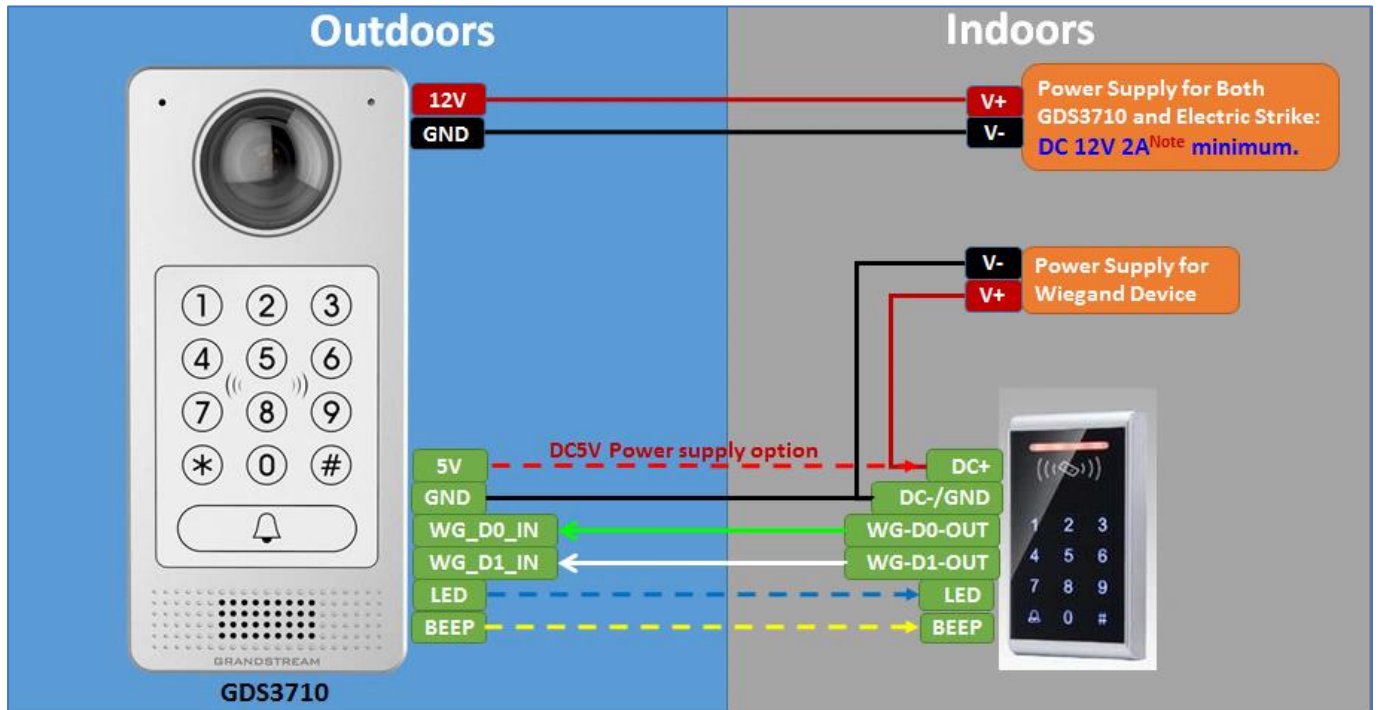 Outdoors
Indoors
12V
GND
V+
V-
Power Supply for Both
GDS3710 and Electric Strike:
DC 12V 2A Note minimum.
V-
V+
Power Supply for
Wiegand Device
1 2 3
4 5 6
7 8 9
* 0 #
GRANDSTREAM
GDS3710
DC5V Power supply option
5V
GND
WG_D0_IN
WG_D1_IN
LED
BEEP
DC+
DC-/GND
WG-D0-OUT
WG-D1-OUT
LED
BEEP
1 2 3
4 5 6
7 8 9
0 #